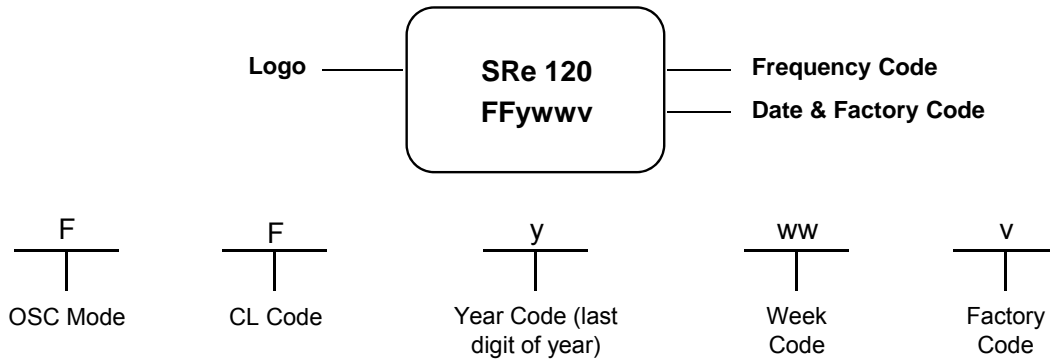 Logo
SRe 120
Frequency Code
FFywwv
Date & Factory Code
F
F
y
ww
v
OSC Mode
CL Code
Year Code (last
digit of year)
Week
Code
Factory
Code